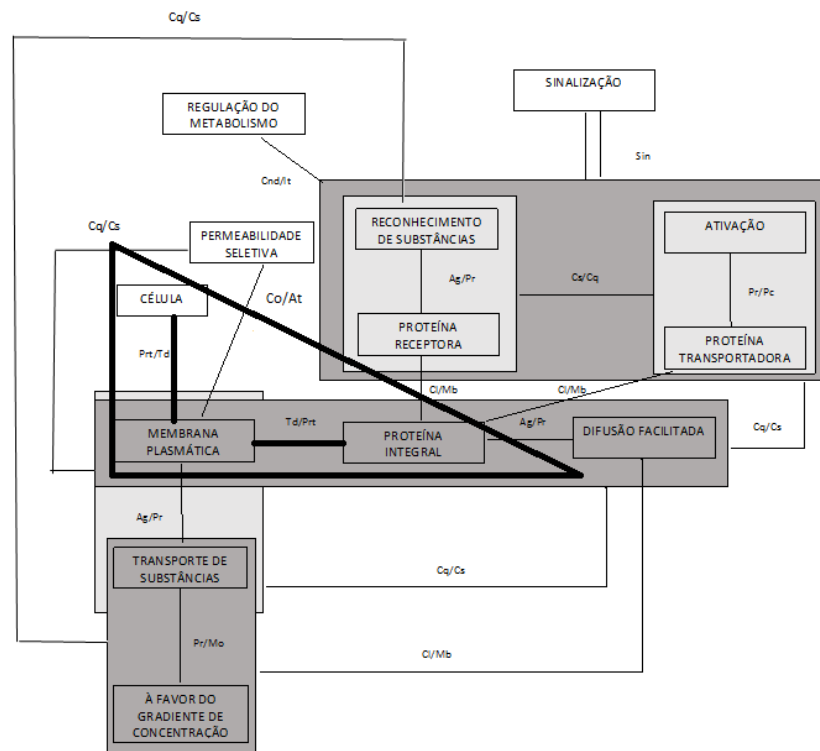 Cq/Cs
SINALIZAÇÃO
REGULAÇÃO DO
METABOLISMO
Sin
Cnd/It
Cq/Cs
PERMEABILIDADE
SELETIVA
RECONHECIMENTO
DE SUBSTÂNCIAS
ATIVAÇÃO
CÉLULA
Co/At
Ag/Pr
Cs/Cq
Pr/Pc
PROTEÍNA
RECEPTORA
PROTEÍNA
TRANSPORTADORA
Prt/Td
Cl/Mb
Cl/Mb
MEMBRANA
PLASMÁTICA
Td/Prt
PROTEÍNA
INTEGRAL
Ag/Pr
DIFUSÃO FACILITADA
Cq/Cs
Ag/Pr
TRANSPORTE DE
SUBSTÂNCIAS
Cq/Cs
Pr/Mo
Cl/Mb
À FAVOR DO
GRADIENTE DE
CONCENTRAÇÃO